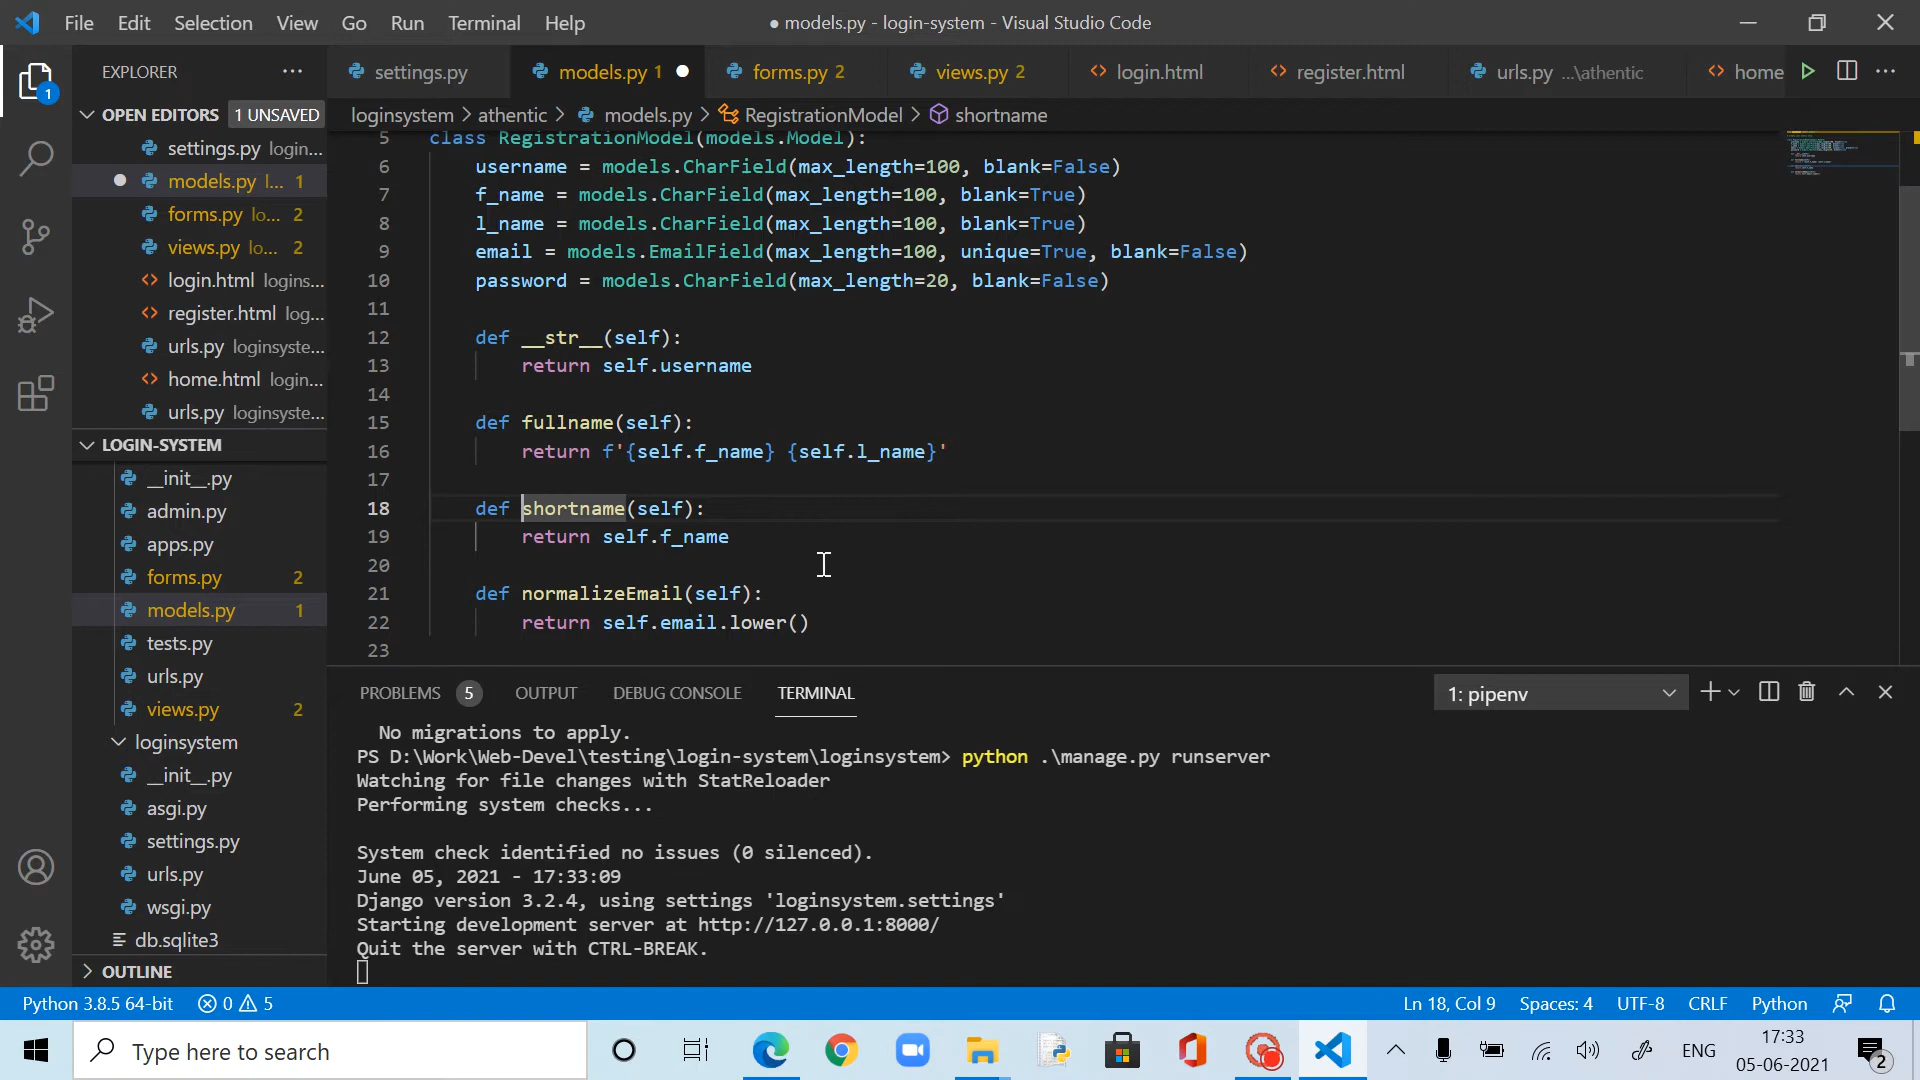 File Edit Selection View Go Run Terminal Help
● models.py - login-system - Visual Studio Code
EXPLORER
settings.py
models.py 1
forms.py 2
views.py 2
login.html
register.html
urls.py ...\athentic
home
OPEN EDITORS 1 UNSAVED
settings.py login...
models.py l... 1
forms.py lo... 2
views.py lo... 2
login.html logins...
register.html log...
urls.py loginsyste...
home.html login...
urls.py loginsyste...
LOGIN-SYSTEM
__init__.py
admin.py
apps.py
forms.py 2
models.py 1
tests.py
urls.py
views.py 2
loginsystem
__init__.py
asgi.py
settings.py
urls.py
wsgi.py
db.sqlite3
OUTLINE
1
loginsystem > athentic > models.py > RegistrationModel > shortname
5 class RegistrationModel(models.Model):
6 username = models.CharField(max_length=100, blank=False)
7 f_name = models.CharField(max_length=100, blank=True)
8 l_name = models.CharField(max_length=100, blank=True)
9 email = models.EmailField(max_length=100, unique=True, blank=False)
10 password = models.CharField(max_length=20, blank=False)
11
12 def __str__(self):
13 return self.username
14
15 def fullname(self):
16 return f'{self.f_name} {self.l_name}'
17
18 def shortname(self):
19 return self.f_name
20
21 def normalizeEmail(self):
22 return self.email.lower()
23
PROBLEMS 5 OUTPUT DEBUG CONSOLE TERMINAL
1: pipenv
No migrations to apply.
PS D:\Work\Web-Devel\testing\login-system\loginsystem> python .\manage.py runserver
Watching for file changes with StatReloader
Performing system checks...
System check identified no issues (0 silenced).
June 05, 2021 - 17:33:09
Django version 3.2.4, using settings 'loginsystem.settings'
Starting development server at http://127.0.0.1:8000/
Quit the server with CTRL-BREAK.
Python 3.8.5 64-bit 0 5
Ln 18, Col 9 Spaces: 4 UTF-8 CRLF Python
Type here to search
ENG
17:33
05-06-2021
2